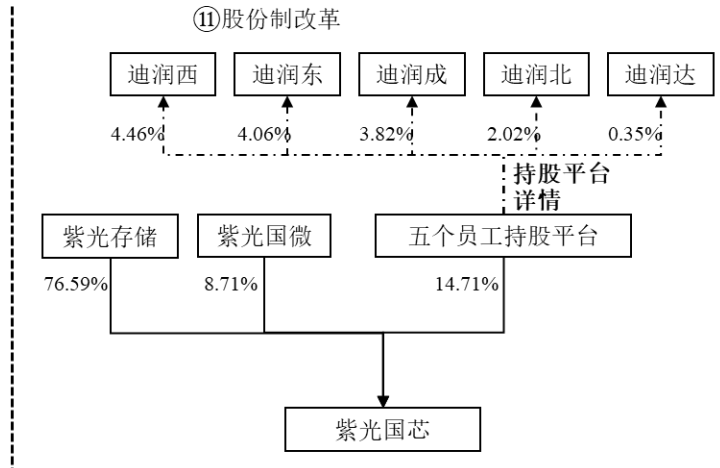 ⑪股份制改革
迪润西
迪润东
迪润成
迪润北
迪润达
4.46%
4.06%
3.82%
2.02%
0.35%
持股平台
详情
紫光存储
紫光国微
五个员工持股平台
76.59%
8.71%
14.71%
紫光国芯